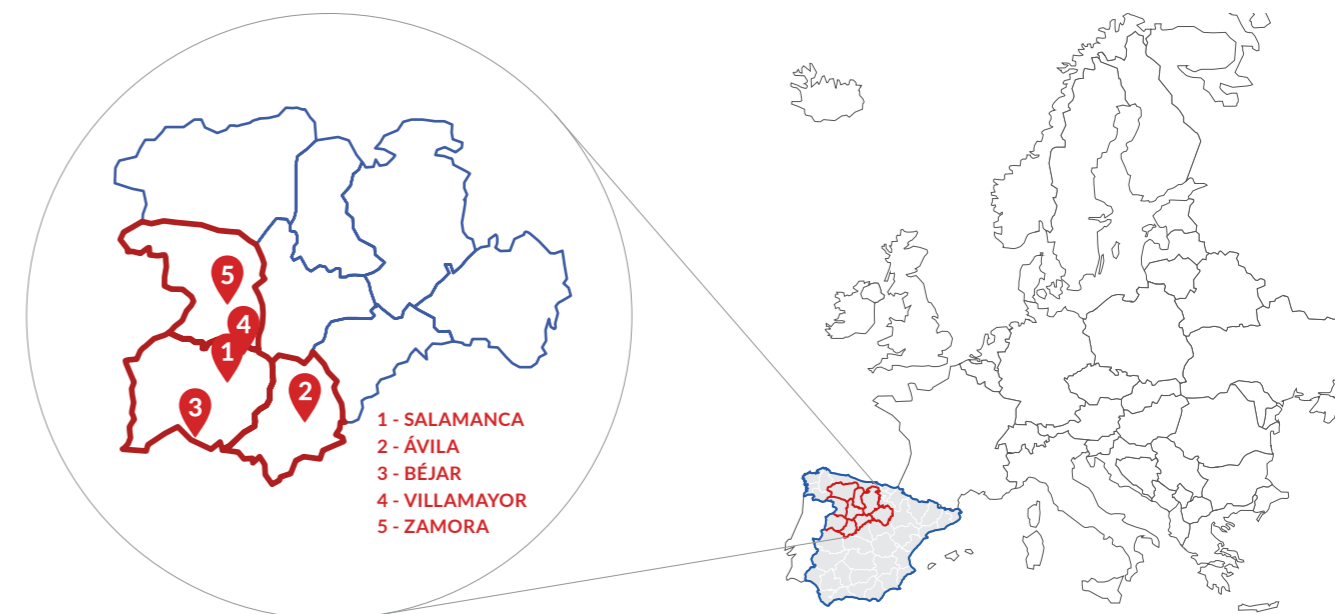 5
4
1
2
3
1 - SALAMANCA
2 - ÁVILA
3 - BÉJAR
4 - VILLAMAYOR
5 - ZAMORA